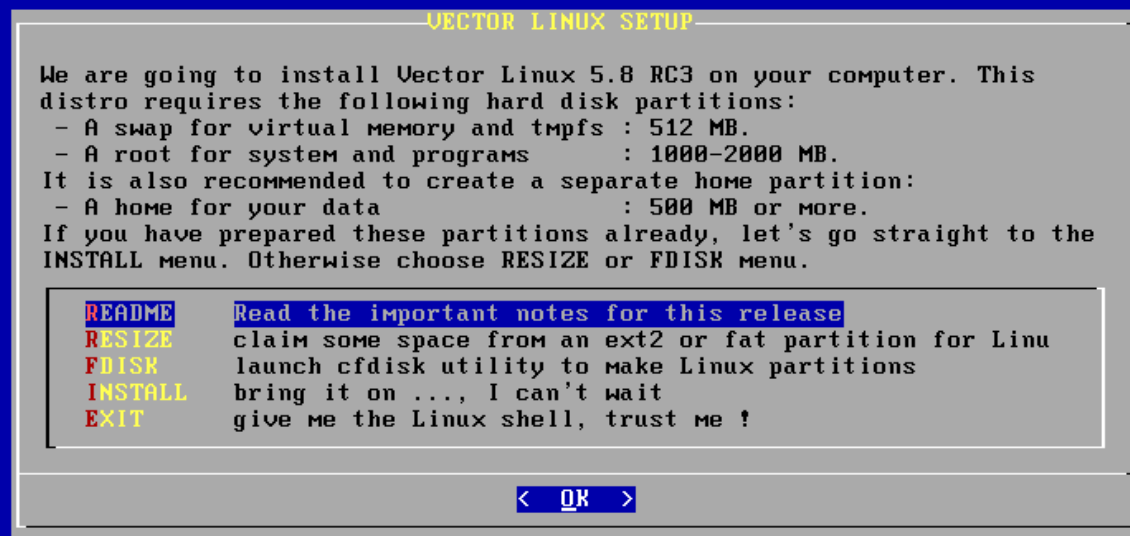 VECTOR LINUX SETUP
We are going to install Vector Linux 5.8 RC3 on your computer. This
distro requires the following hard disk partitions:
- A swap for virtual memory and tmpfs : 512 MB.
- A root for system and programs : 1000-2000 MB.
It is also recommended to create a separate home partition:
- A home for your data : 500 MB or more.
If you have prepared these partitions already, let's go straight to the
INSTALL menu. Otherwise choose RESIZE or FDISK menu.
README Read the important notes for this release
RESIZE claim some space from an ext2 or fat partition for Linu
FDISK launch cfdisk utility to make Linux partitions
INSTALL bring it on ..., I can't wait
EXIT give me the Linux shell, trust me !
< OK >